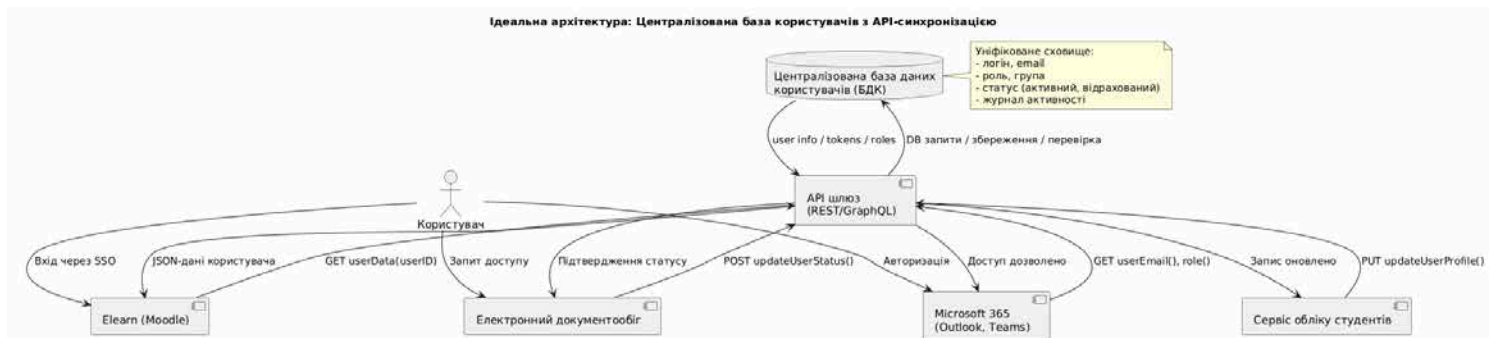 Ідеальна архітектура: Централізована база користувачів з API-синхронізацією
Уніфіковане сховище:
- логін, email
- роль, група
- статус (активний, відрахований)
- журнал активності
Централізована база даних
користувачів (БДК)
user info / tokens / roles
DB запити / збереження / перевірка
API шлюз
(REST/GraphQL)
Користувач
Вхід через SSO
JSON-дані користувача
GET userData(userID)
Запит доступу
Підтвердження статусу
POST updateUserStatus()
Авторизація
Доступ дозволено
GET userEmail(), role()
Запис оновлено
PUT updateUserProfile()
Elearn (Moodle)
Електронний документообіг
Microsoft 365
(Outlook, Teams)
Сервіс обліку студентів